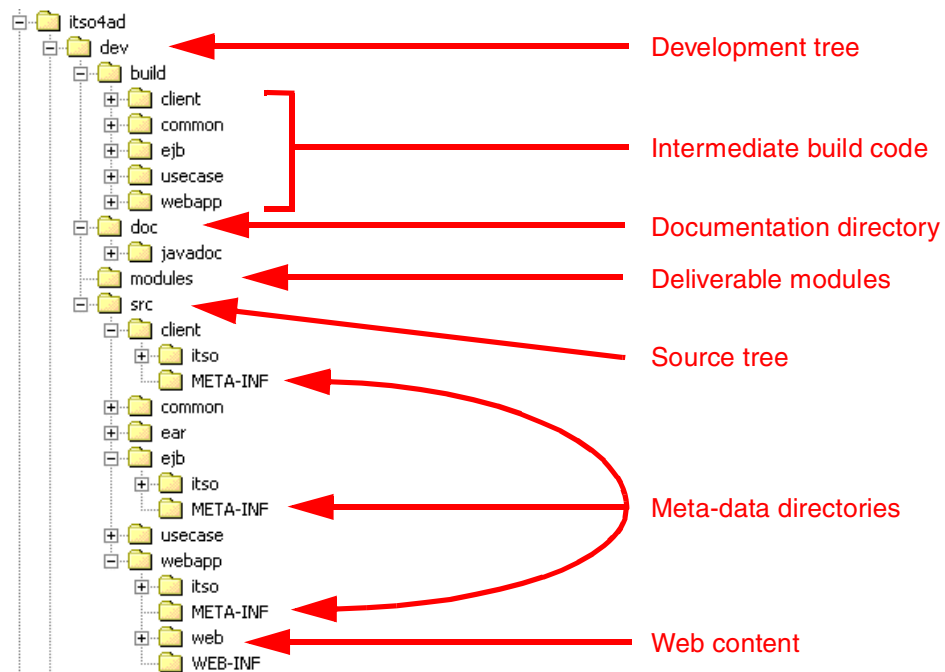 itso4ad
dev
Development tree
build
client
common
Intermediate build code
ejb
usecase
webapp
doc
Documentation directory
javadoc
modules
Deliverable modules
src
client
Source tree
itso
META-INF
common
ear
ejb
itso
META-INF
Meta-data directories
usecase
webapp
itso
META-INF
web
Web content
WEB-INF